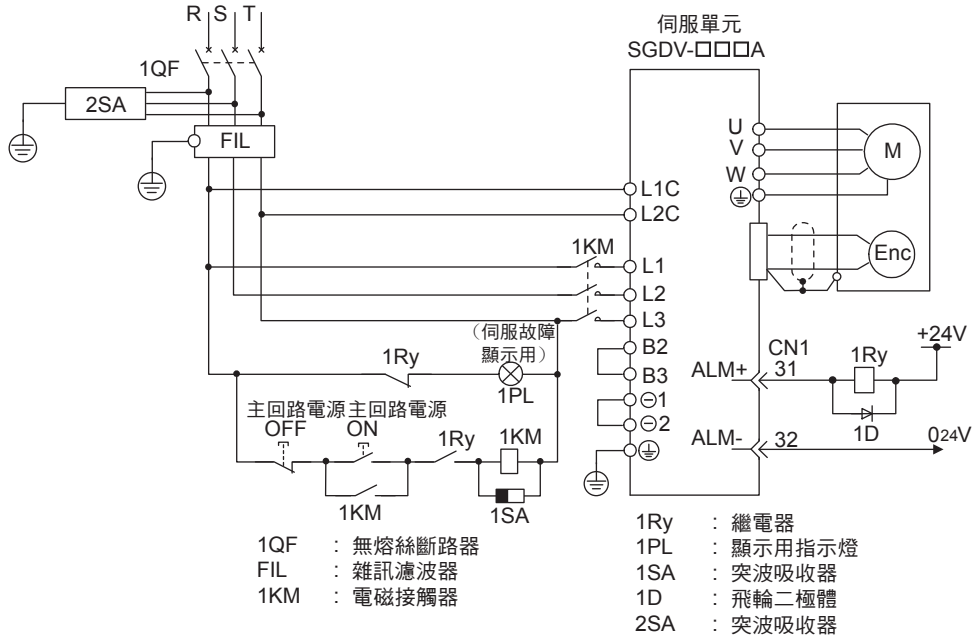 R S T
伺服單元
SGDV-□□□A
1QF
2SA
FIL
U
V
W
M
L1C
L2C
Enc
1KM
L1
L2
L3
(伺服故障
顯示用)
B2
B3
1Ry
1PL
⊖1
⊖2
CN1
ALM+ 31
1Ry
+24V
1D
ALM- 32
024V
主回路電源 主回路電源
OFF ON
1Ry
1KM
1KM
1SA
1QF : 無熔絲斷路器
FIL : 雜訊濾波器
1KM : 電磁接觸器
1Ry : 繼電器
1PL : 顯示用指示燈
1SA : 突波吸收器
1D : 飛輪二極體
2SA : 突波吸收器